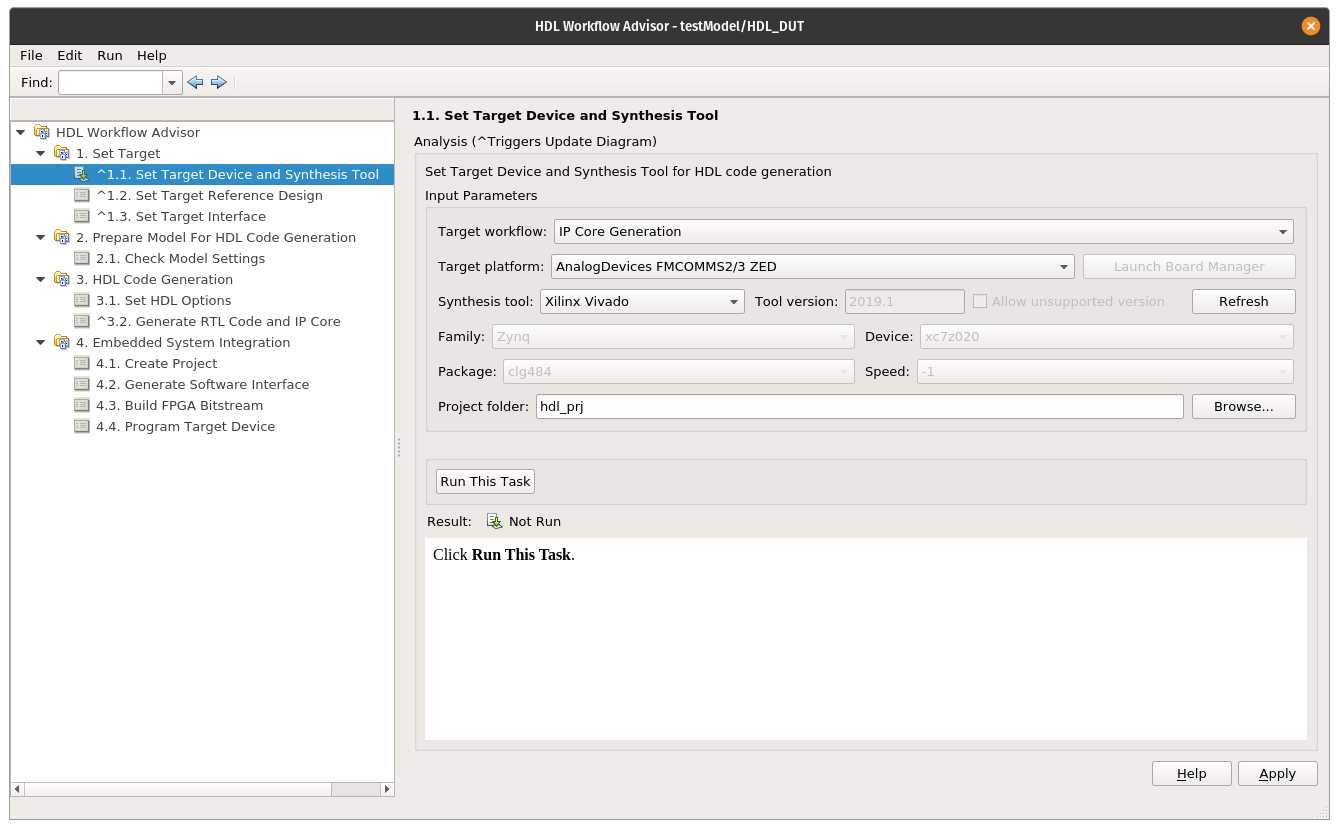 HDL Workflow Advisor - testModel/HDL_DUT
File Edit Run Help
Find:
HDL Workflow Advisor
1. Set Target
^1.1. Set Target Device and Synthesis Tool
^1.2. Set Target Reference Design
^1.3. Set Target Interface
2. Prepare Model For HDL Code Generation
2.1. Check Model Settings
3. HDL Code Generation
3.1. Set HDL Options
^3.2. Generate RTL Code and IP Core
4. Embedded System Integration
4.1. Create Project
4.2. Generate Software Interface
4.3. Build FPGA Bitstream
4.4. Program Target Device
1.1. Set Target Device and Synthesis Tool
Analysis (^Triggers Update Diagram)
Set Target Device and Synthesis Tool for HDL code generation
Input Parameters
Target workflow: IP Core Generation
Target platform: AnalogDevices FMCOMMS2/3 ZED Launch Board Manager
Synthesis tool: Xilinx Vivado Tool version: 2019.1 Allow unsupported version Refresh
Family: Zynq Device: xc7z020
Package: clg484 Speed: -1
Project folder: hdl_prj Browse...
Run This Task
Result: Not Run
Click Run This Task.
Help Apply